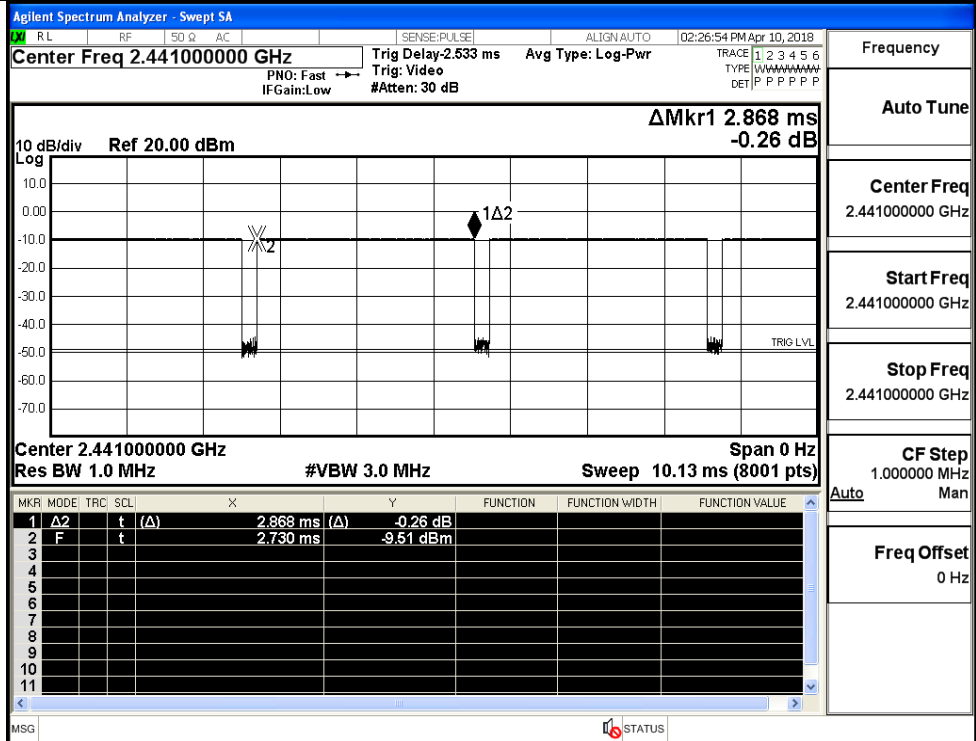 Agilent Spectrum Analyzer - Swept SA
LXI RL RF 50 Ω AC SENSE:PULSE ALIGN AUTO 02:26:54 PM Apr 10, 2018
Center Freq 2.441000000 GHz
Trig Delay-2.533 ms Avg Type: Log-Pwr TRACE 1 2 3 4 5 6
PNO: Fast Trig: Video TYPE WWWWWW
IFGain:Low #Atten: 30 dB DET P P P P P P
ΔMkr1 2.868 ms
-0.26 dB
10 dB/div Ref 20.00 dBm
Log
10.0
0.00
-10.0
-20.0
-30.0
-40.0
-50.0
-60.0
-70.0
1Δ2
2
TRIG LVL
Center 2.441000000 GHz Span 0 Hz
Res BW 1.0 MHz #VBW 3.0 MHz Sweep 10.13 ms (8001 pts)
MKR MODE TRC SCL X Y FUNCTION FUNCTION WIDTH FUNCTION VALUE
1 Δ2 t (Δ) 2.868 ms (Δ) -0.26 dB
2 F t 2.730 ms -9.51 dBm
3
4
5
6
7
8
9
10
11
MSG STATUS
Frequency
Auto Tune
Center Freq
2.441000000 GHz
Start Freq
2.441000000 GHz
Stop Freq
2.441000000 GHz
CF Step
1.000000 MHz
Auto Man
Freq Offset
0 Hz